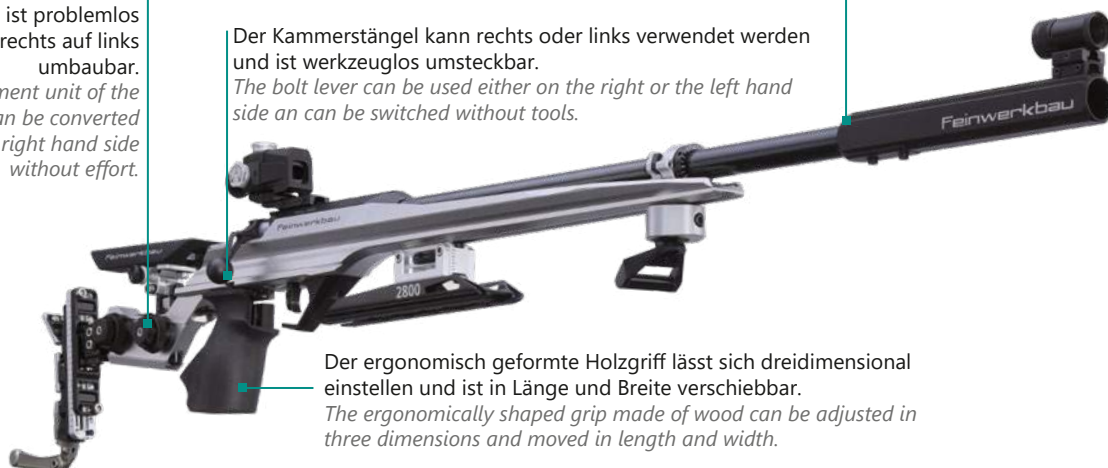 ist problemlos
rechts auf links
umbaubar.
ment unit of the
an be converted
right hand side
without effort.
Der Kammerstängel kann rechts oder links verwendet werden
und ist werkzeuglos umsteckbar.
The bolt lever can be used either on the right or the left hand
side an can be switched without tools.
Feinwerkbau
Feinwerkbau
Feinwerkbau
2800
Der ergonomisch geformte Holzgriff lässt sich dreidimensional
einstellen und ist in Länge und Breite verschiebbar.
The ergonomically shaped grip made of wood can be adjusted in
three dimensions and moved in length and width.